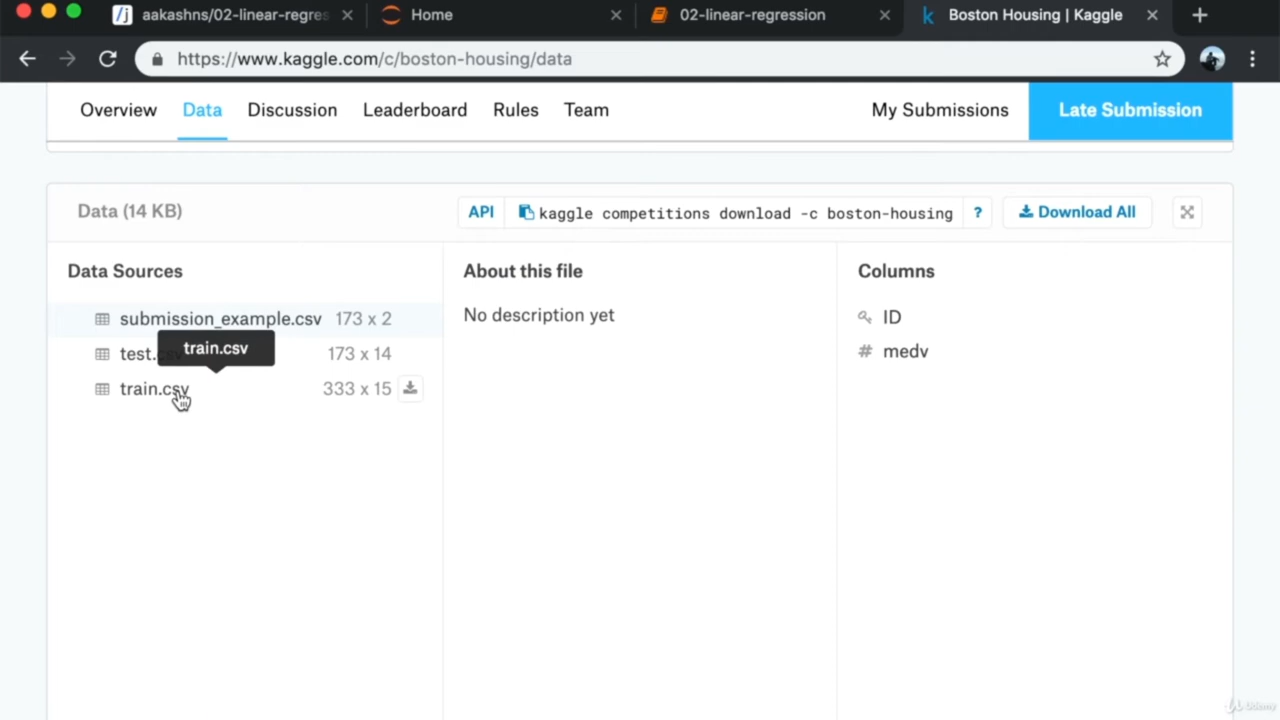 aakashns/02-linear-regres
Home
02-linear-regression
Boston Housing | Kaggle
https://www.kaggle.com/c/boston-housing/data
Overview
Data
Discussion
Leaderboard
Rules
Team
My Submissions
Late Submission
Data (14 KB)
API
kaggle competitions download -c boston-housing
?
Download All
Data Sources
submission_example.csv 173 x 2
test.csv 173 x 14
train.csv
train.csv 333 x 15
About this file
No description yet
Columns
ID
# medv
Udemy